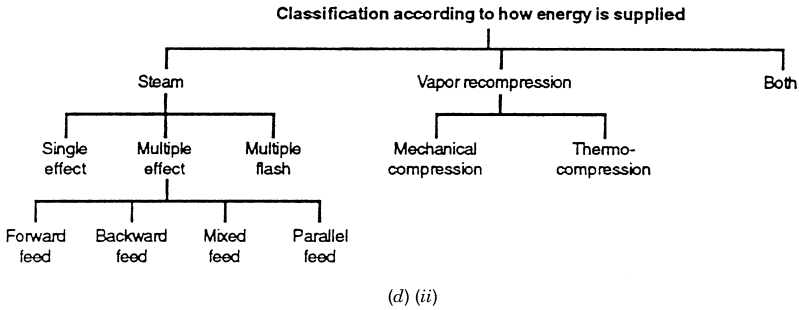 Classification according to how energy is supplied
Steam
Vapor recompression
Both
Single
effect
Multiple
effect
Multiple
flash
Mechanical
compression
Thermo-
compression
Forward
feed
Backward
feed
Mixed
feed
Parallel
feed
(d) (ii)